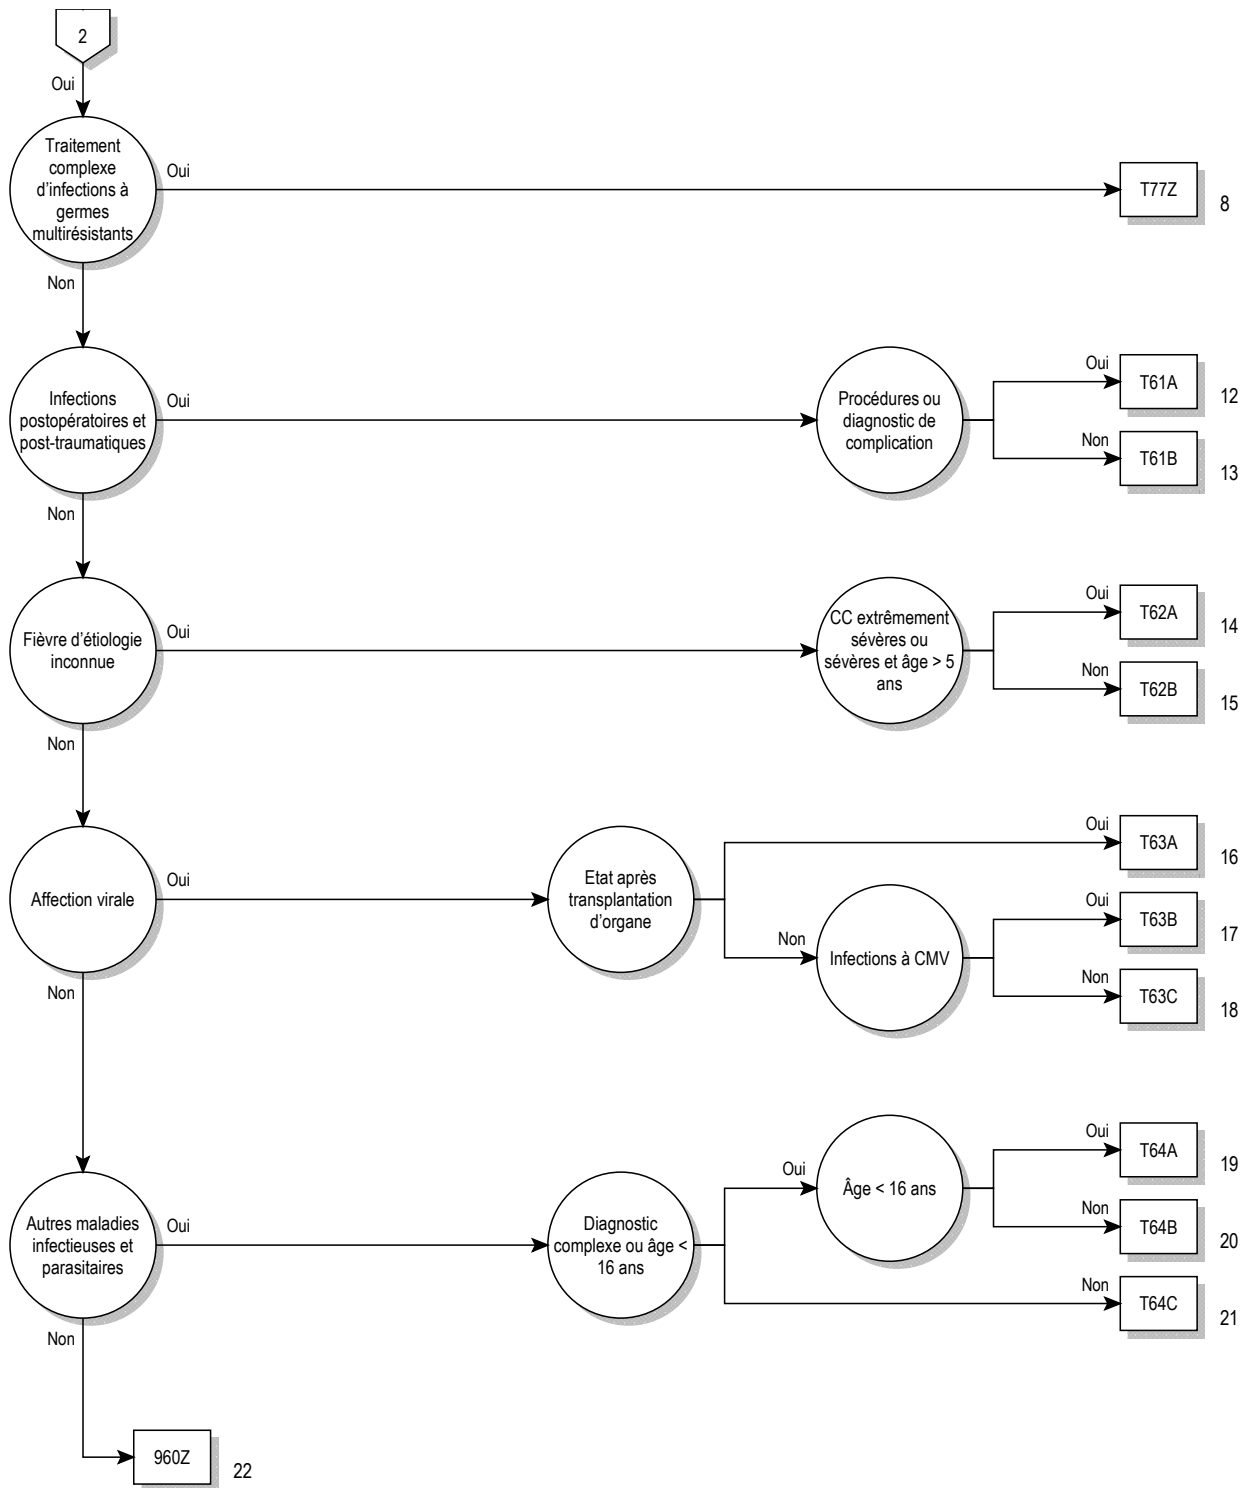 2
Oui
Traitement
complexe
d'infections à
germes
multirésistants
Oui
T77Z
8
Non
Infections
postopératoires et
post-traumatiques
Oui
Procédures ou
diagnostic de
complication
Oui
T61A
12
Non
T61B
13
Non
Fièvre d'étiologie
inconnue
Oui
CC extrêmement
sévères ou
sévères et âge > 5
ans
Oui
T62A
14
Non
T62B
15
Non
Affection virale
Oui
Etat après
transplantation
d'organe
Oui
T63A
16
Non
Infections à CMV
Oui
T63B
17
Non
T63C
18
Non
Autres maladies
infectieuses et
parasitaires
Oui
Diagnostic
complexe ou âge <
16 ans
Oui
Âge < 16 ans
Oui
T64A
19
Non
T64B
20
Non
T64C
21
Non
960Z
22